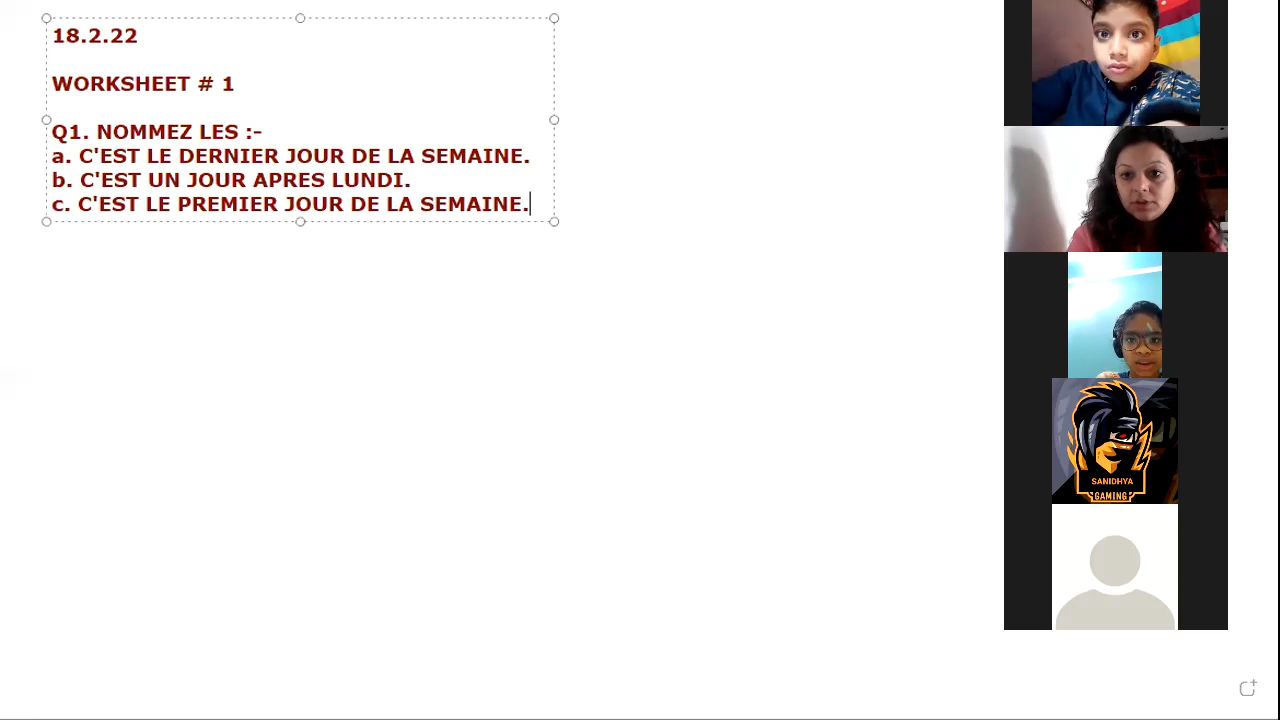 18.2.22
WORKSHEET # 1
Q1. NOMMEZ LES :-
a. C'EST LE DERNIER JOUR DE LA SEMAINE.
b. C'EST UN JOUR APRES LUNDI.
c. C'EST LE PREMIER JOUR DE LA SEMAINE.
SANIDHYA
GAMING